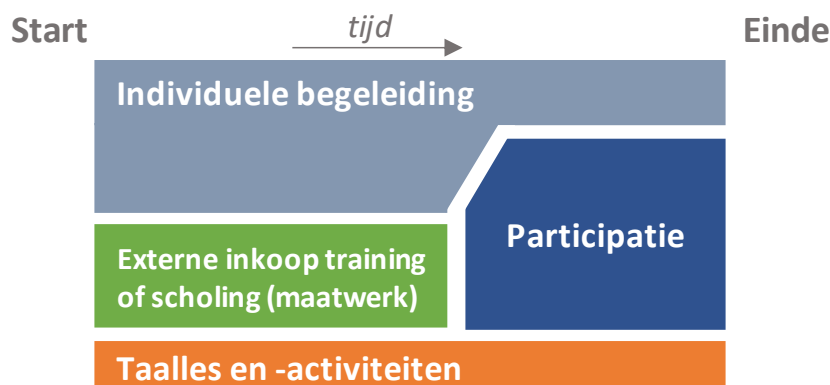 Start
tijd
Einde
Individuele begeleiding
Participatie
Externe inkoop training
of scholing (maatwerk)
Taalles en -activiteiten